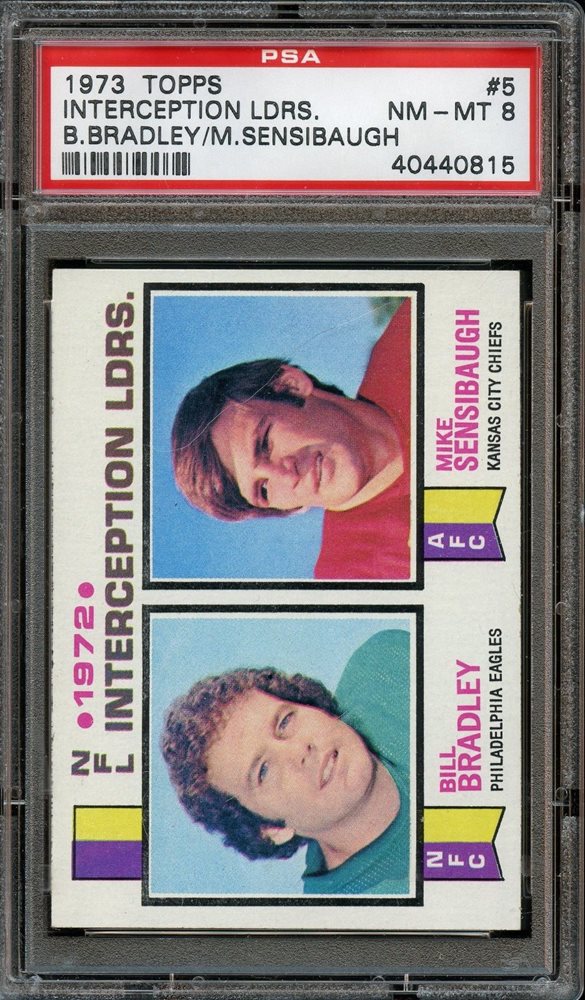 PSA
1973 TOPPS #5
INTERCEPTION LDRS. NM - MT 8
B.BRADLEY/M.SENSIBAUGH
40440815
•1972•
NFL INTERCEPTION LDRS.
BILL
BRADLEY
PHILADELPHIA EAGLES
NFC
MIKE
SENSIBAUGH
KANSAS CITY CHIEFS
AFC